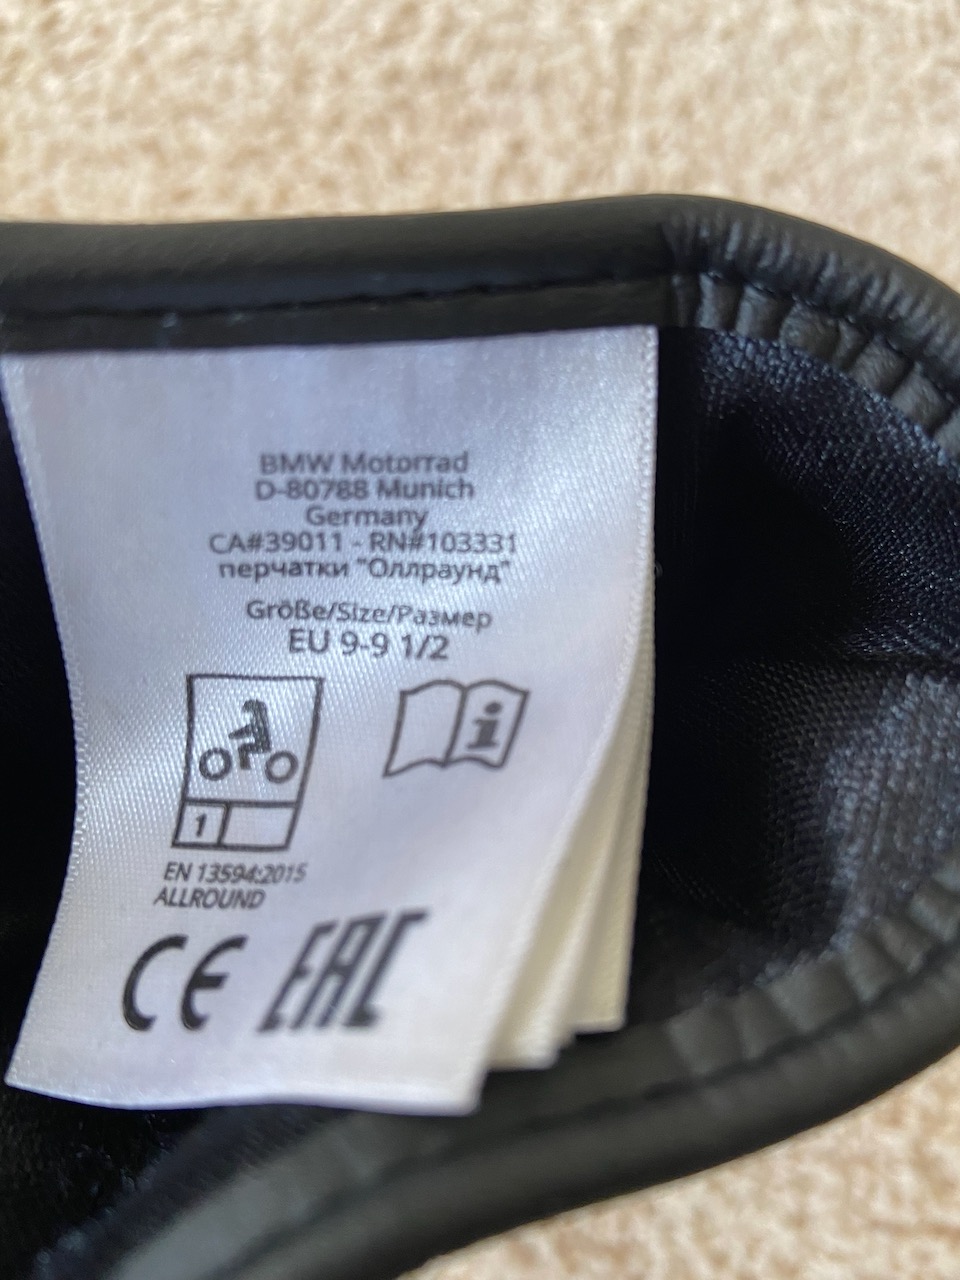 BMW Motorrad
D-80788 Munich
Germany
CA#39011 - RN#103331
перчатки "Оллраунд"
Größe/Size/Размер
EU 9-9 1/2
i
1
EN 13594:2015
ALLROUND
CE EAC